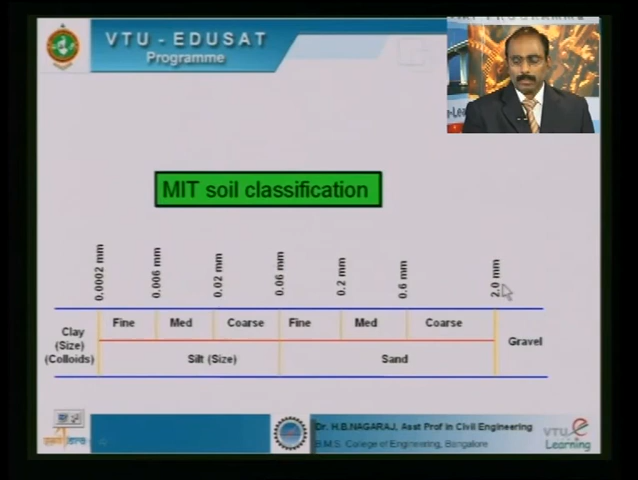 VTU - EDUSAT
Programme
MIT soil classification
0.0002 mm
0.006 mm
0.02 mm
0.06 mm
0.2 mm
0.6 mm
2.0 mm
Clay
(Size)
(Colloids)
Fine Med Coarse Fine Med Coarse
Silt (Size) Sand
Gravel
Dr. H.B.NAGARAJ, Asst Prof in Civil Engineering
B.M.S. College of Engineering, Bangalore
VTU e
Learning